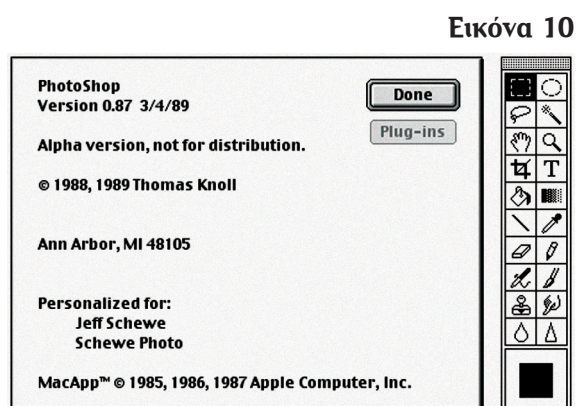 Εικόνα 10
PhotoShop
Version 0.87 3/4/89
Done
Plug-ins
Alpha version, not for distribution.
© 1988, 1989 Thomas Knoll
Ann Arbor, MI 48105
Personalized for:
Jeff Schewe
Schewe Photo
MacApp™ © 1985, 1986, 1987 Apple Computer, Inc.
T